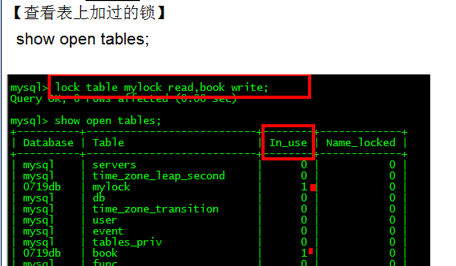 【查看表上加过的锁】
show open tables;
mysql> lock table mylock read,book write;
Query OK, 0 rows affected (0.00 sec)
mysql> show open tables;
| Database | Table | In_use | Name_locked |
| mysql | servers | 0 | 0 |
| mysql | time_zone_leap_second | 0 | 0 |
| 0719db | mylock | 1 | 0 |
| mysql | db | 0 | 0 |
| mysql | time_zone_transition | 0 | 0 |
| mysql | user | 0 | 0 |
| mysql | event | 0 | 0 |
| mysql | tables_priv | 0 | 0 |
| 0719db | book | 1 | 0 |
| mysql | func | 0 | 0 |